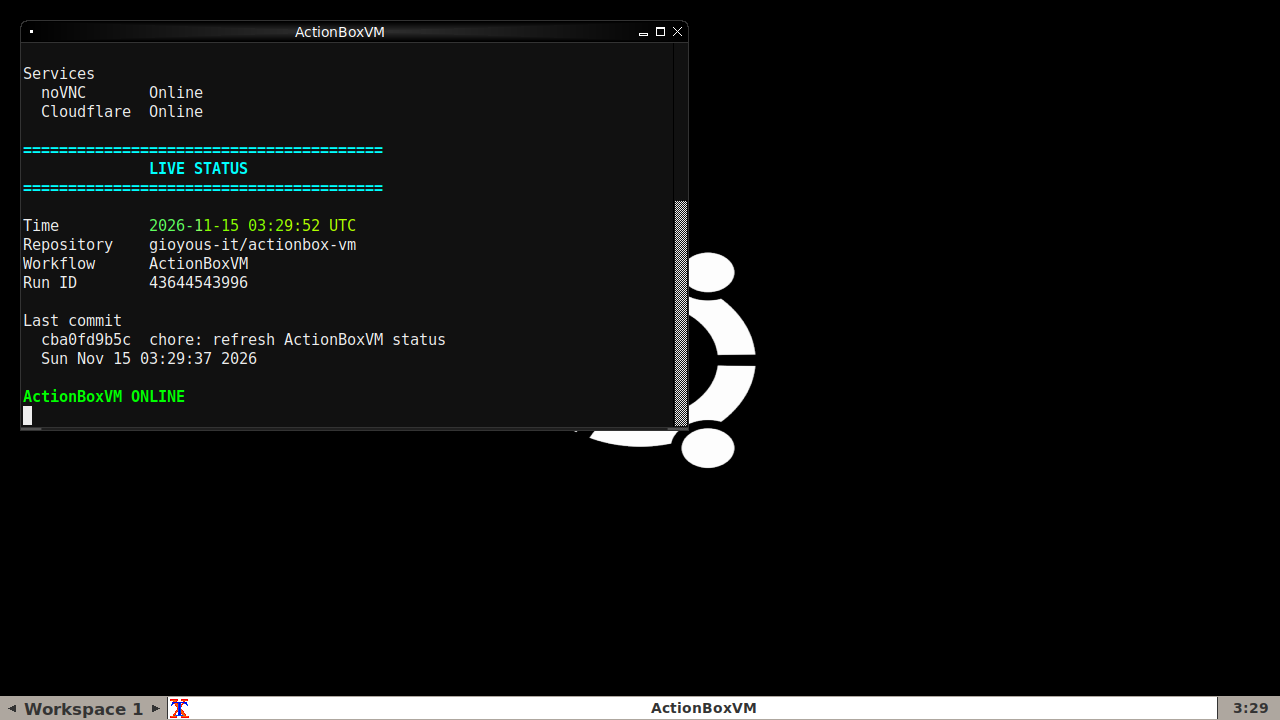 ActionBoxVM
Services
noVNC Online
Cloudflare Online
========================================
LIVE STATUS
========================================
Time 2026-11-15 03:29:52 UTC
Repository gioyous-it/actionbox-vm
Workflow ActionBoxVM
Run ID 43644543996
Last commit
cba0fd9b5c chore: refresh ActionBoxVM status
Sun Nov 15 03:29:37 2026
ActionBoxVM ONLINE
Workspace 1 ActionBoxVM 3:29